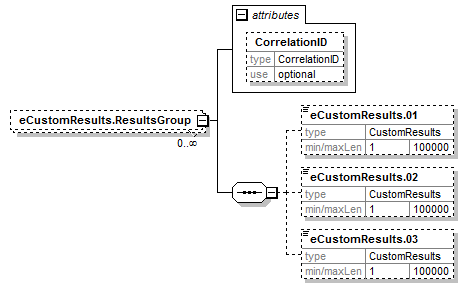 attributes
CorrelationID
type CorrelationID
use optional
eCustomResults.ResultsGroup
0..∞
eCustomResults.01
type CustomResults
min/maxLen 1 100000
eCustomResults.02
type CustomResults
min/maxLen 1 100000
eCustomResults.03
type CustomResults
min/maxLen 1 100000